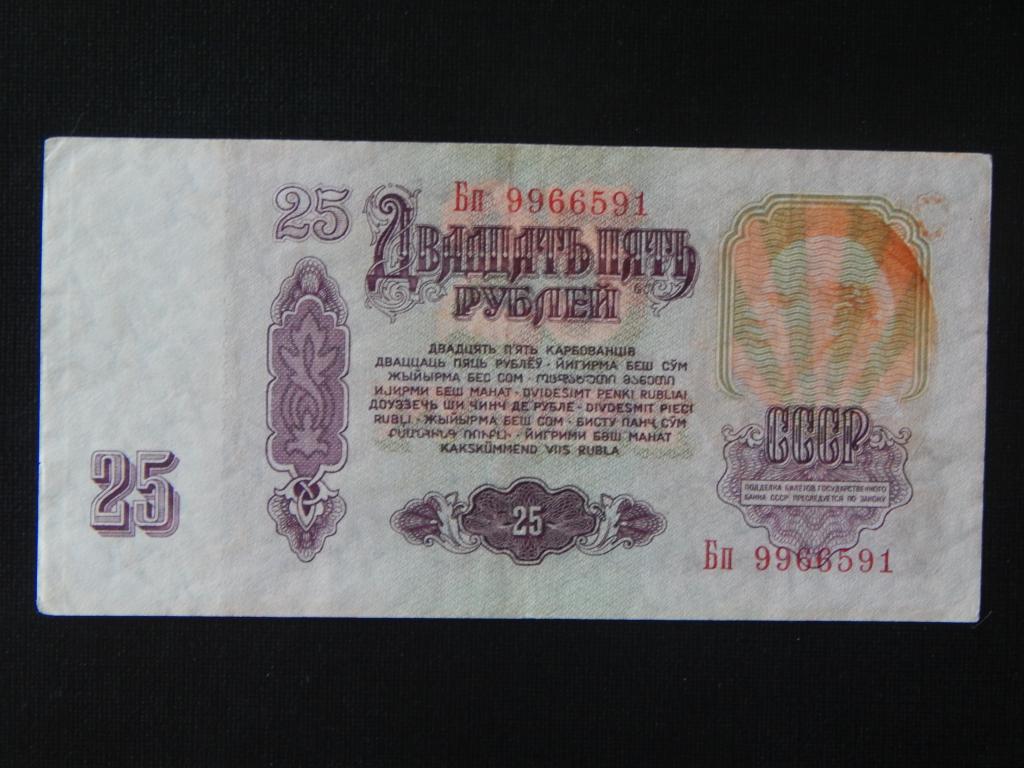 25
Бп 9966591
ДВАДЦАТЬ ПЯТЬ
РУБЛЕЙ
ДВАДЦЯТЬ П'ЯТЬ КАРБОВАНЦІВ
ДВАЦЦАЦЬ ПЯЦЬ РУБЛЁЎ · ЙИГИРМА БЕШ СЎМ
ЖЫЙЫРМА БЕС СОМ · ოცდახუთი მანეთი
ИЈИРМИ БЕШ МАНАТ · DVIDEŠIMT PENKI RUBLIAI
ДОУЭЗЕЧЬ ШИ ЧИНЧ ДЕ РУБЛЕ · DIVDESMIT PIECI
RUBĻI · ЖЫЙЫРМА БЕШ СОМ · БИСТУ ПАНҶ СӮМ
ՔՍԱՆՀԻՆԳ ՌՈՒԲԼԻ · ЙИГРИМИ БӘШ МАНАТ
KAKSKÜMMEND VIIS RUBLA
25
25
СССР
ПОДДЕЛКА БИЛЕТОВ ГОСУДАРСТВЕННОГО
БАНКА СССР ПРЕСЛЕДУЕТСЯ ПО ЗАКОНУ
Бп 9966591